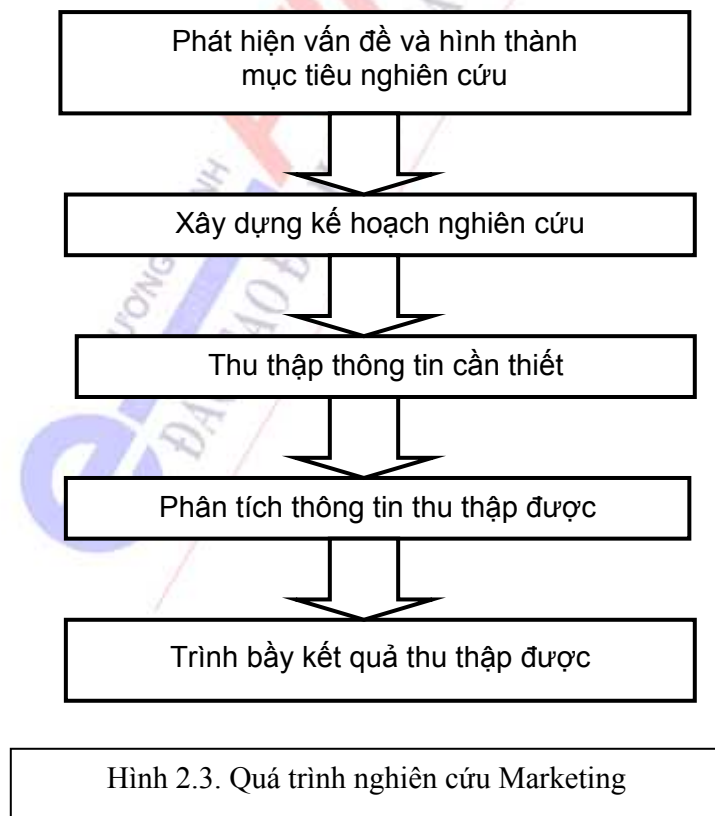 Phát hiện vấn đề và hình thành
mục tiêu nghiên cứu
Xây dựng kế hoạch nghiên cứu
Thu thập thông tin cần thiết
Phân tích thông tin thu thập được
Trình bầy kết quả thu thập được
Hình 2.3. Quá trình nghiên cứu Marketing